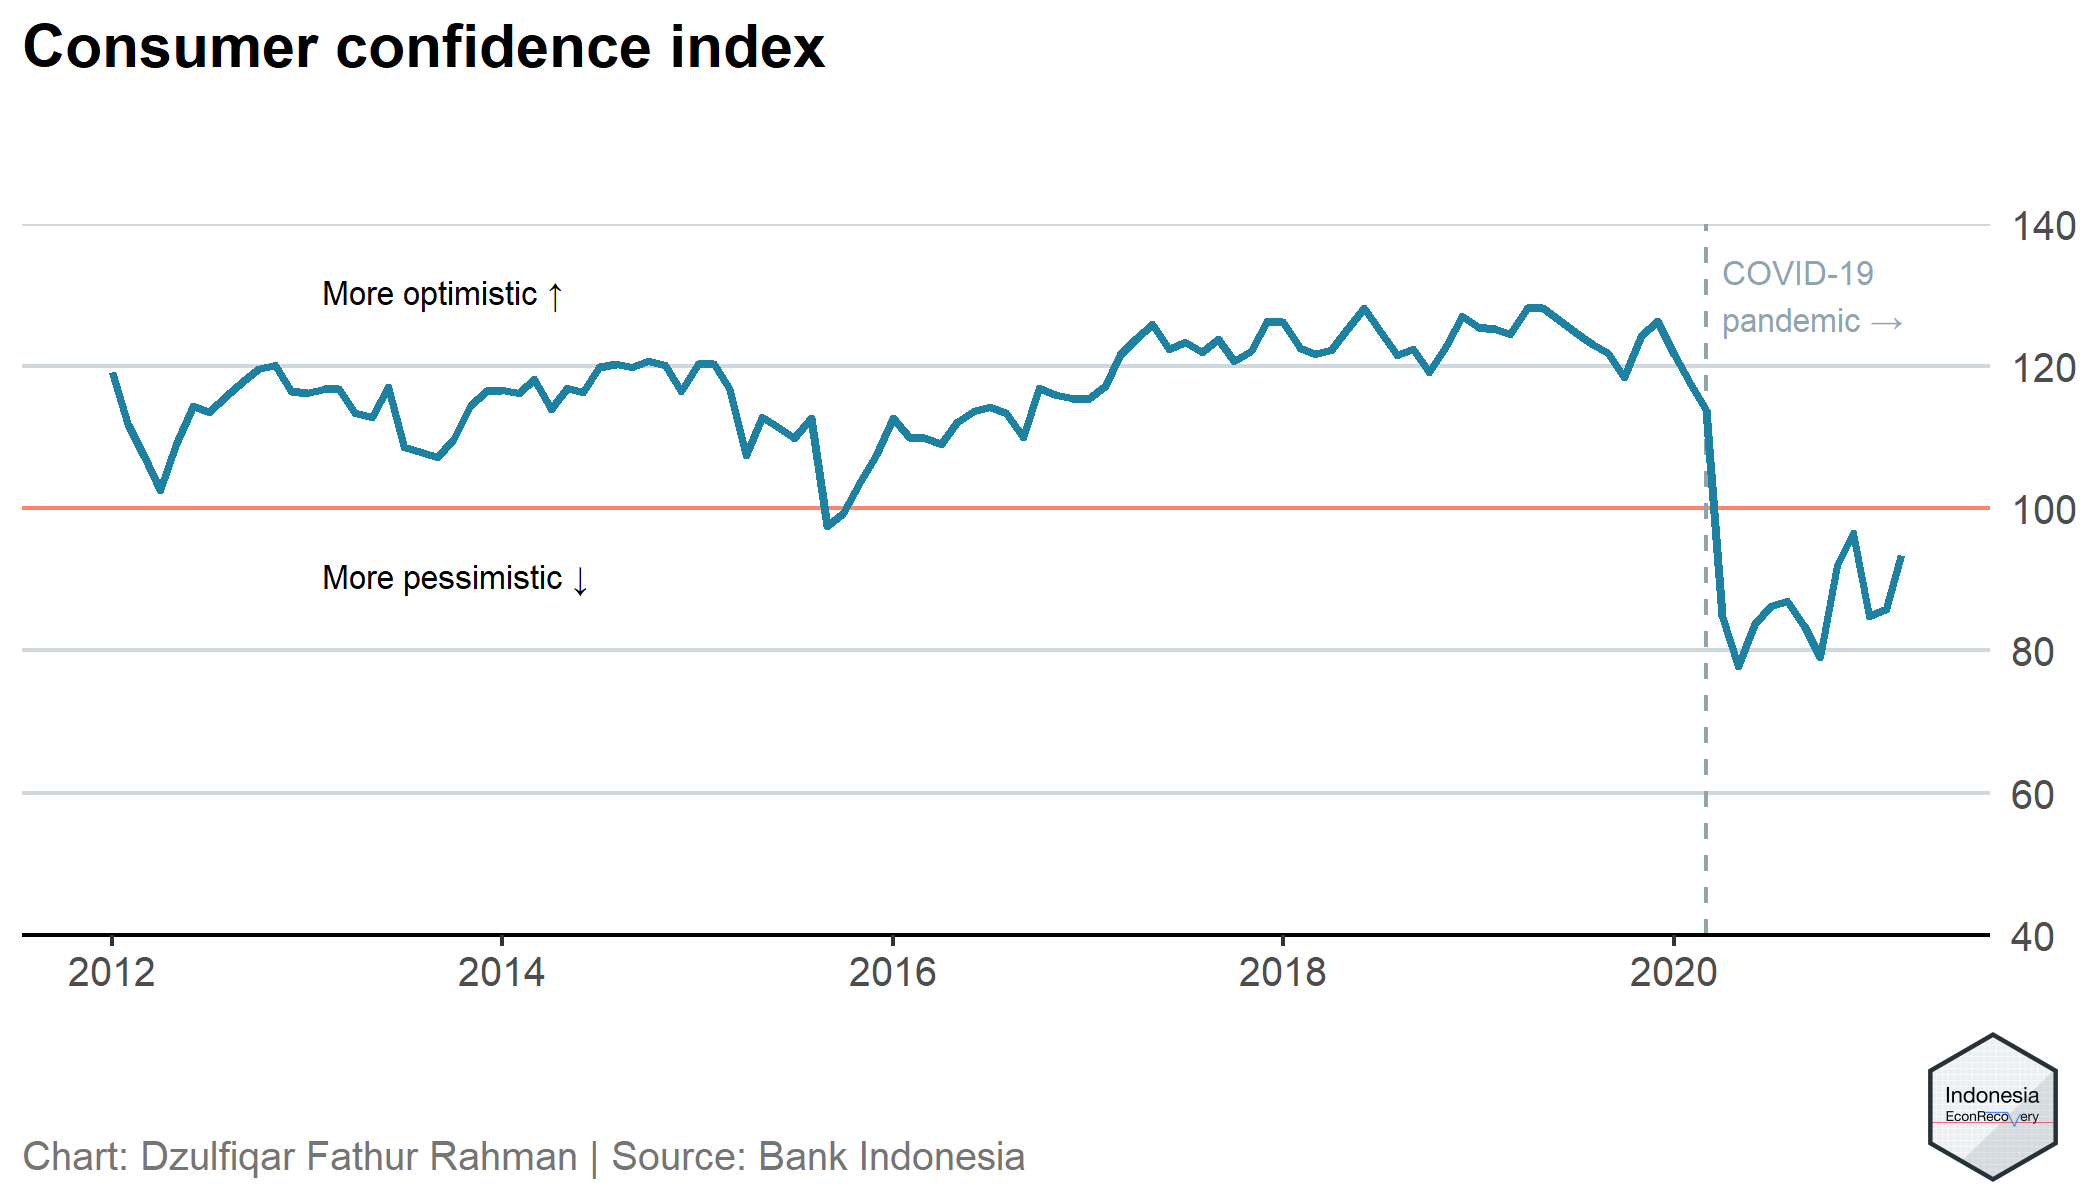 Consumer confidence index
140
More optimistic ↑
COVID-19
pandemic →
120
100
More pessimistic ↓
80
60
40
2012 2014 2016 2018 2020
Indonesia
EconRecovery
Chart: Dzulfiqar Fathur Rahman | Source: Bank Indonesia